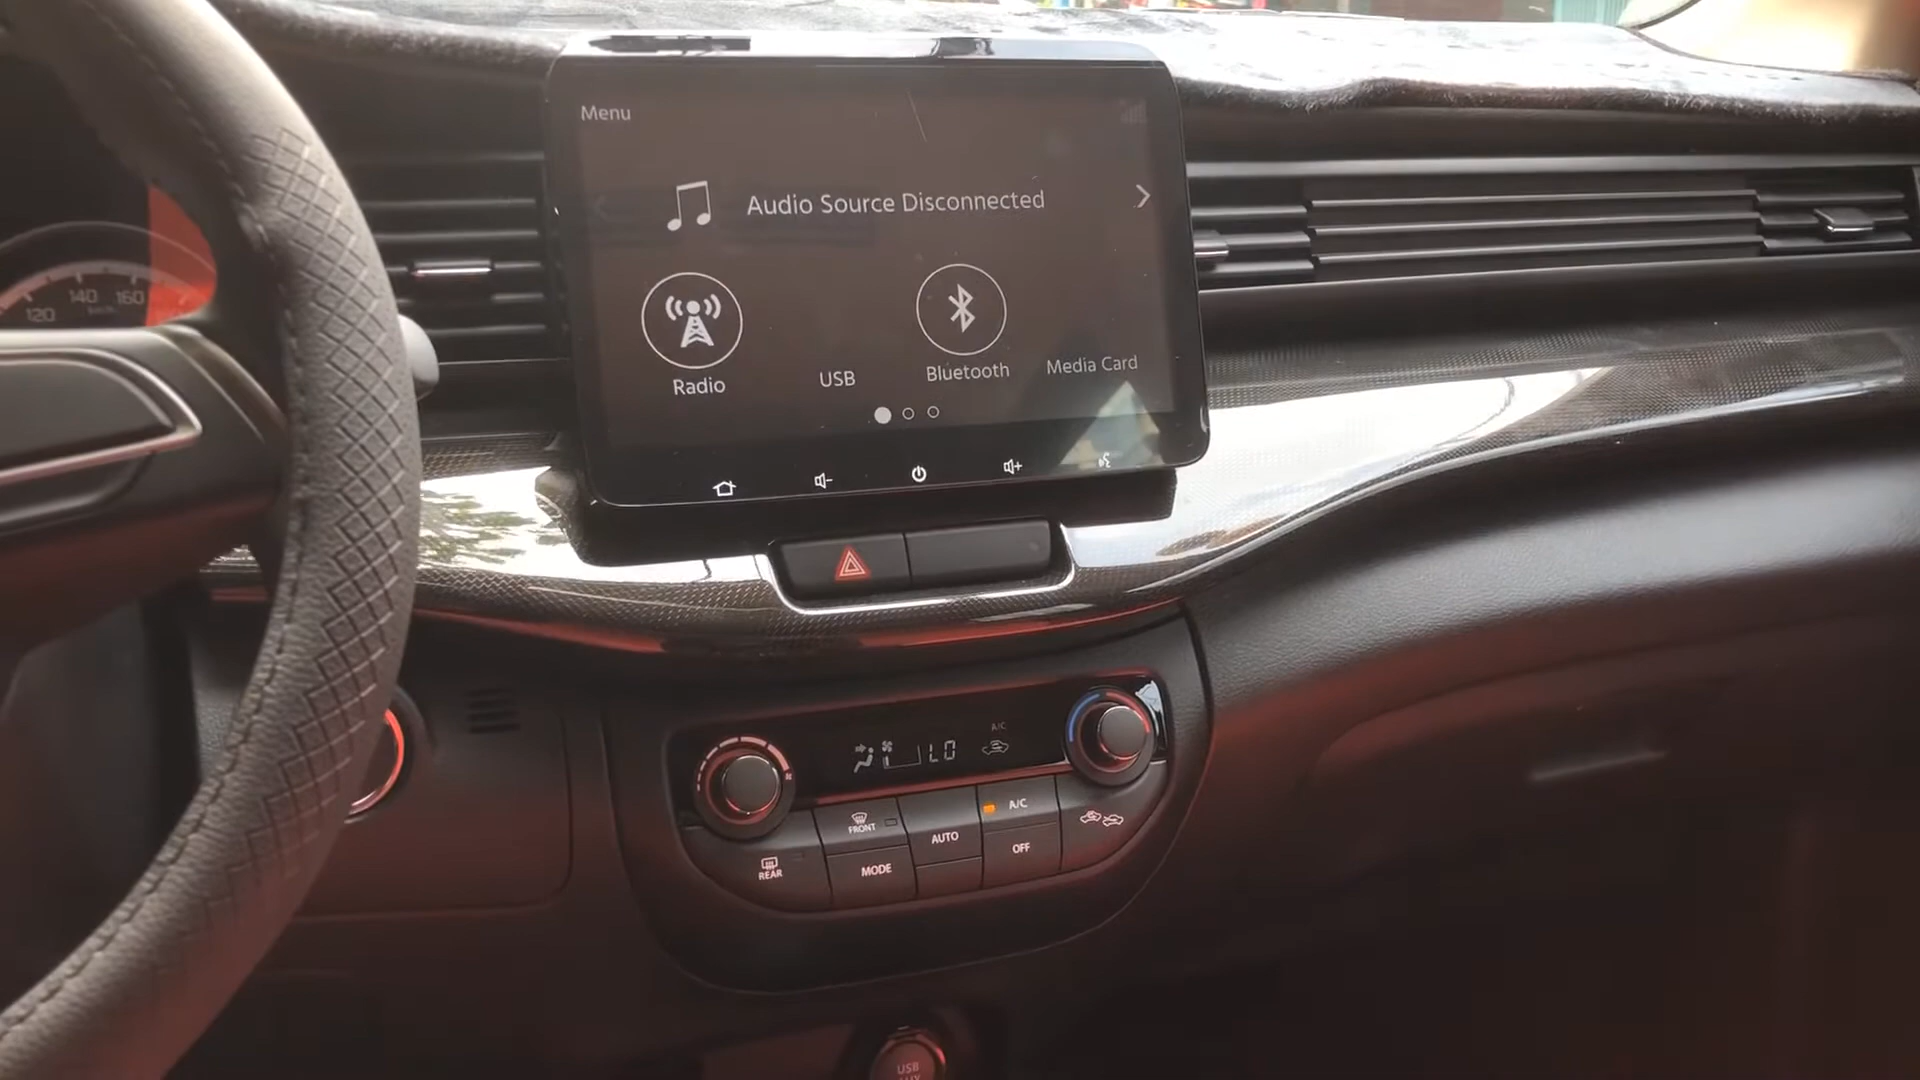 Menu
Audio Source Disconnected
Radio
USB
Bluetooth
Media Card
120
140
160
A/C
LO
FRONT
AUTO
A/C
REAR
MODE
OFF
USB